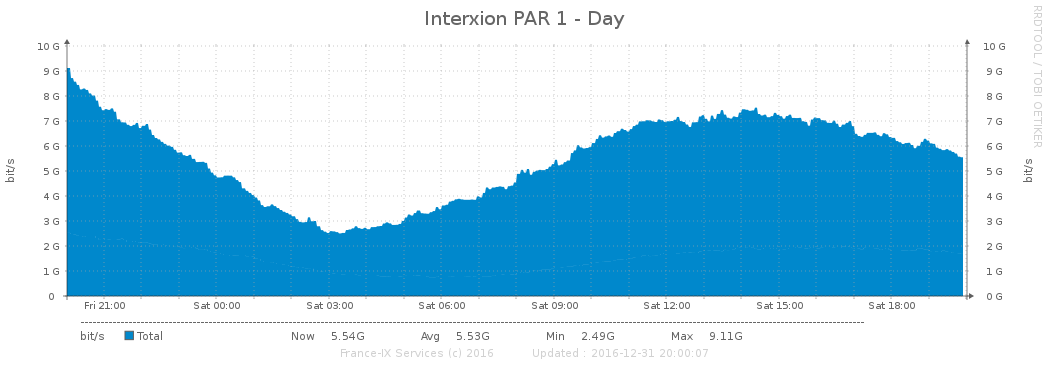 Interxion PAR 1 - Day
RRDTOOL / TOBI OETIKER
bit/s
10 G 10 G
9 G 9 G
8 G 8 G
7 G 7 G
6 G 6 G
5 G 5 G
4 G 4 G
3 G 3 G
2 G 2 G
1 G 1 G
0 0 G
bit/s
Fri 21:00 Sat 00:00 Sat 03:00 Sat 06:00 Sat 09:00 Sat 12:00 Sat 15:00 Sat 18:00
bit/s Total Now 5.54G Avg 5.53G Min 2.49G Max 9.11G
France-IX Services (c) 2016 Updated : 2016-12-31 20:00:07